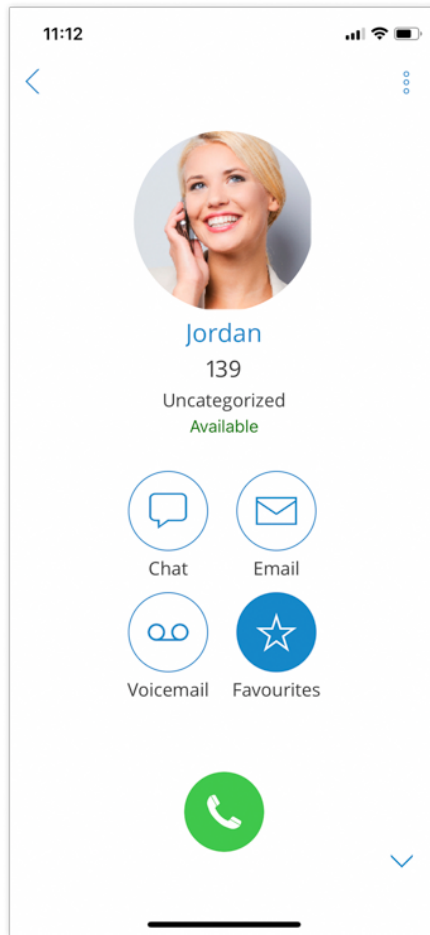 11:12
Jordan
139
Uncategorized
Available
Chat
Email
Voicemail
Favourites